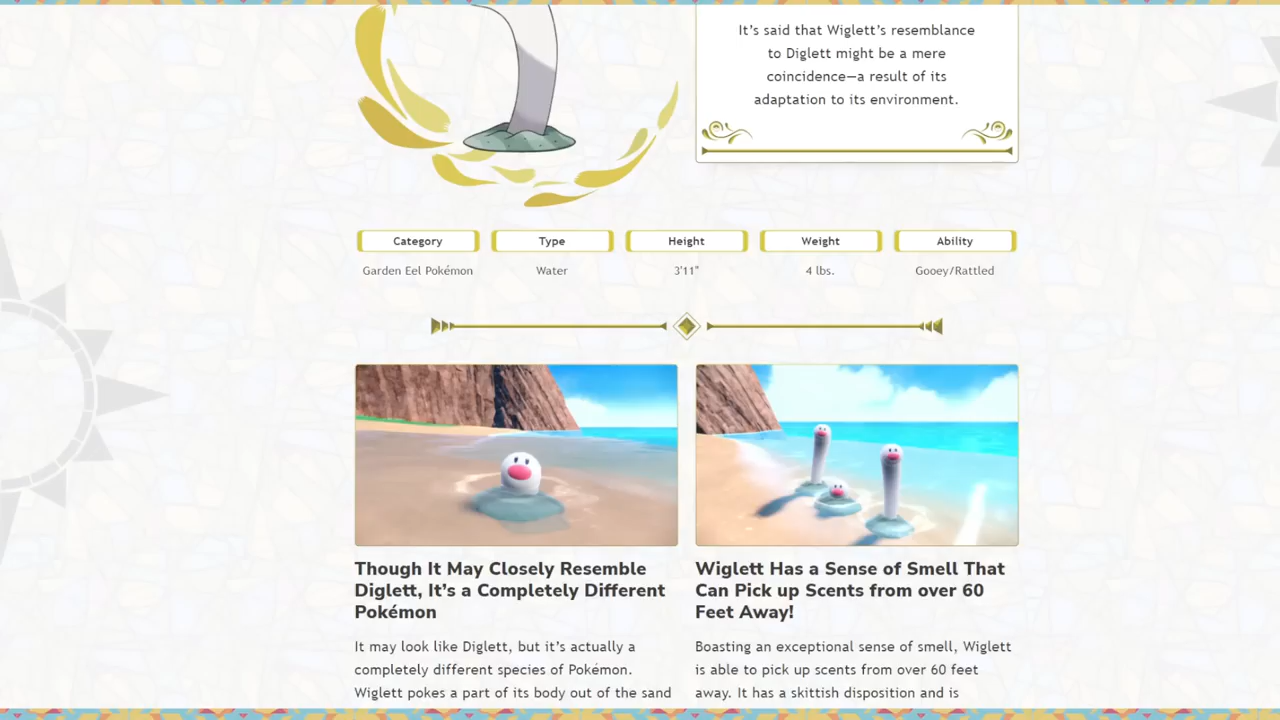 It's said that Wiglett's resemblance
to Diglett might be a mere
coincidence—a result of its
adaptation to its environment.
Category
Type
Height
Weight
Ability
Garden Eel Pokémon
Water
3'11"
4 lbs.
Gooey/Rattled
Though It May Closely Resemble
Diglett, It's a Completely Different
Pokémon
It may look like Diglett, but it's actually a
completely different species of Pokémon.
Wiglett pokes a part of its body out of the sand
Wiglett Has a Sense of Smell That
Can Pick up Scents from over 60
Feet Away!
Boasting an exceptional sense of smell, Wiglett
is able to pick up scents from over 60 feet
away. It has a skittish disposition and is